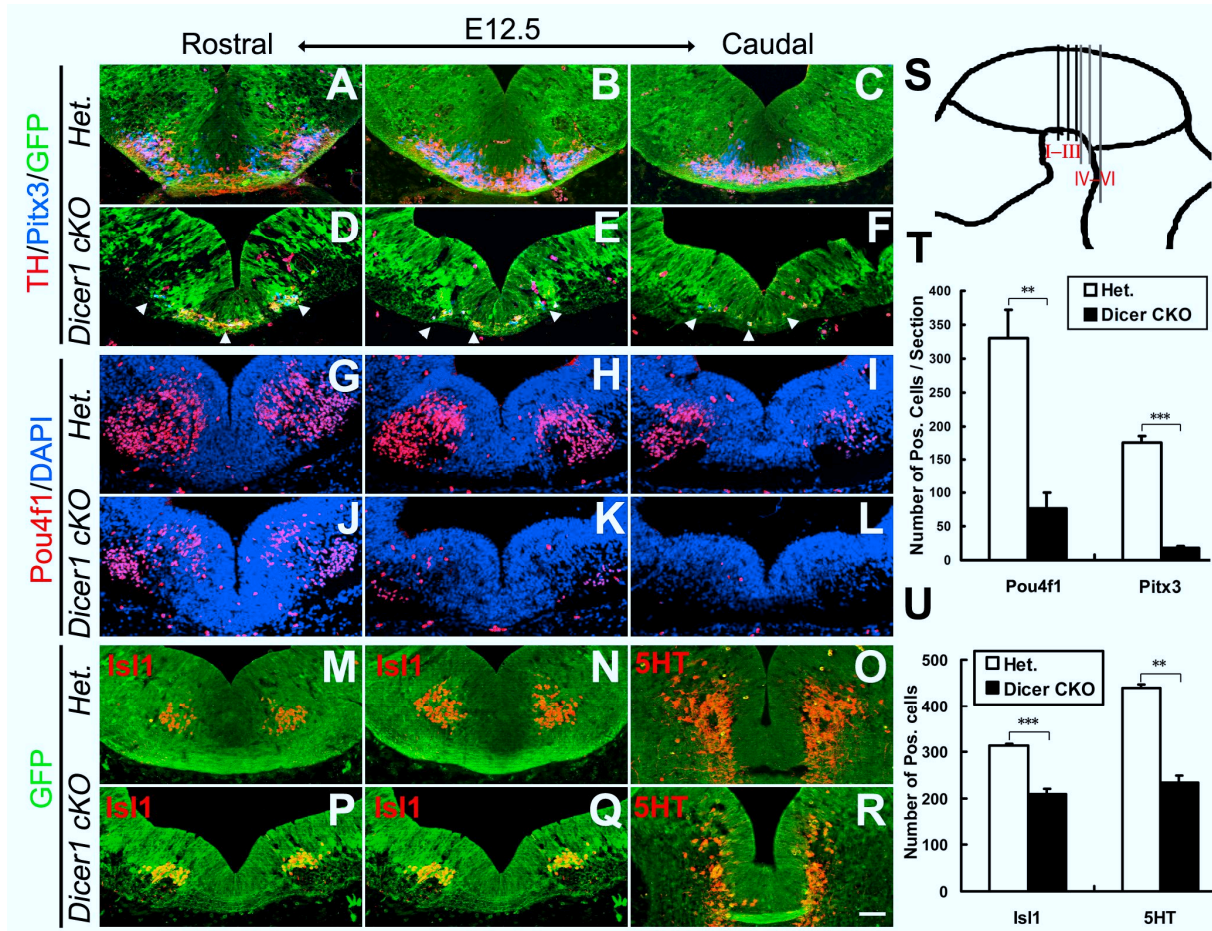 E12.5
Rostral
Caudal
TH/Pitx3/GFP
Het.
Dicer1 cKO
A
B
C
D
E
F
Pou4f1/DAPI
Het.
Dicer1 cKO
G
H
I
J
K
L
GFP
Het.
Dicer1 cKO
Isl1 M
Isl1 N
5HT O
Isl1 P
Isl1 Q
5HT R
S
I–III
IV–VI
T
Number of Pos. Cells / Section
400
350
300
250
200
150
100
50
0
Het.
Dicer CKO
**
***
Pou4f1
Pitx3
U
Number of Pos. cells
500
400
300
200
100
0
Het.
Dicer CKO
***
**
Isl1
5HT